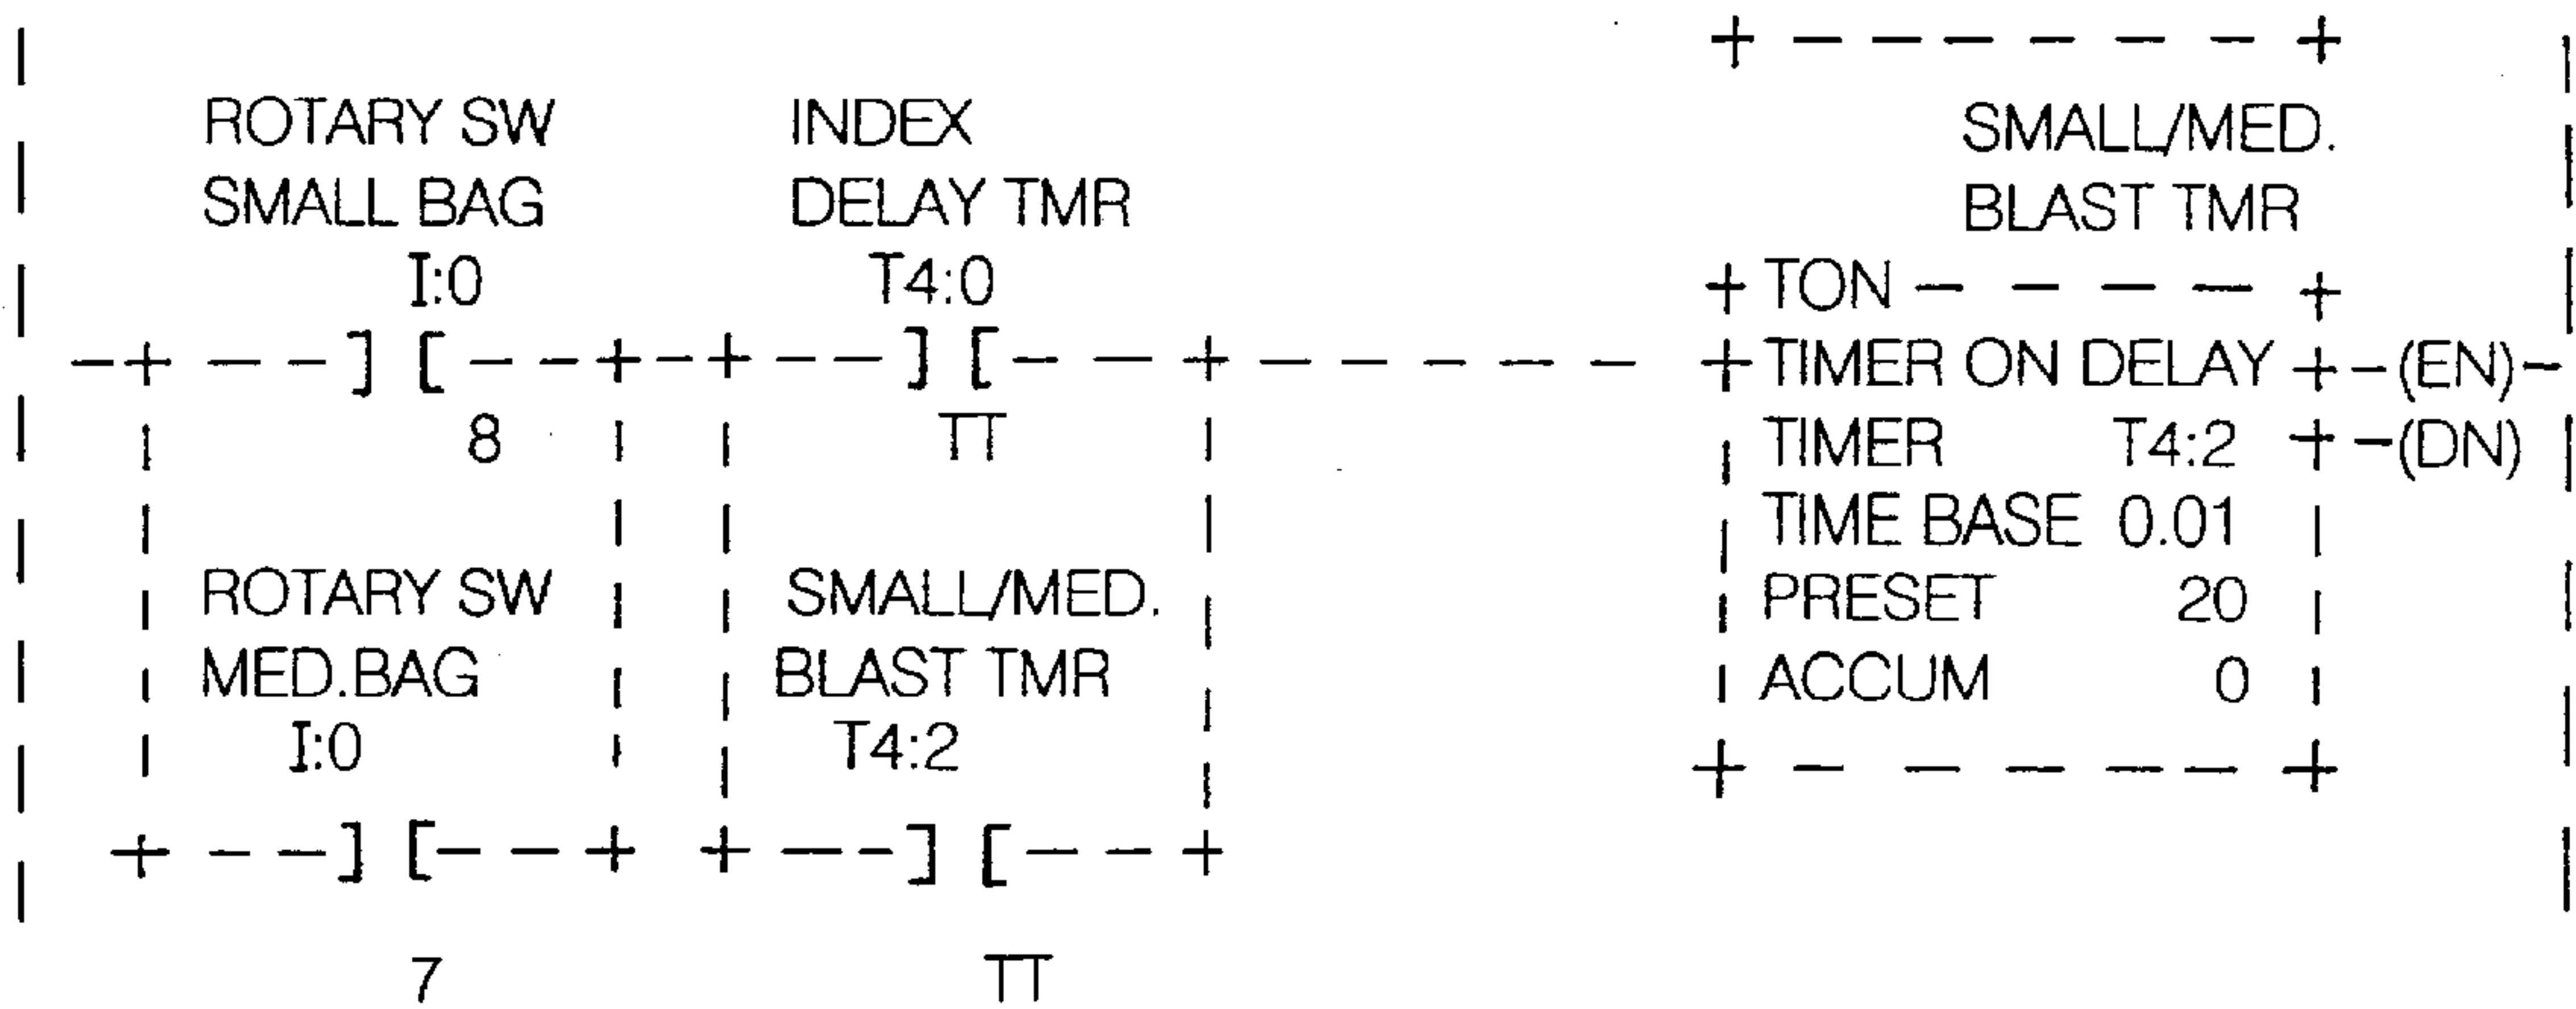 ROTARY SW
SMALL BAG
I:0
] [
8
INDEX
DELAY TMR
T4:0
] [
TT
ROTARY SW
MED.BAG
I:0
] [
7
SMALL/MED.
BLAST TMR
T4:2
] [
TT
SMALL/MED.
BLAST TMR
TON
TIMER ON DELAY (EN)
TIMER T4:2 (DN)
TIME BASE 0.01
PRESET 20
ACCUM 0